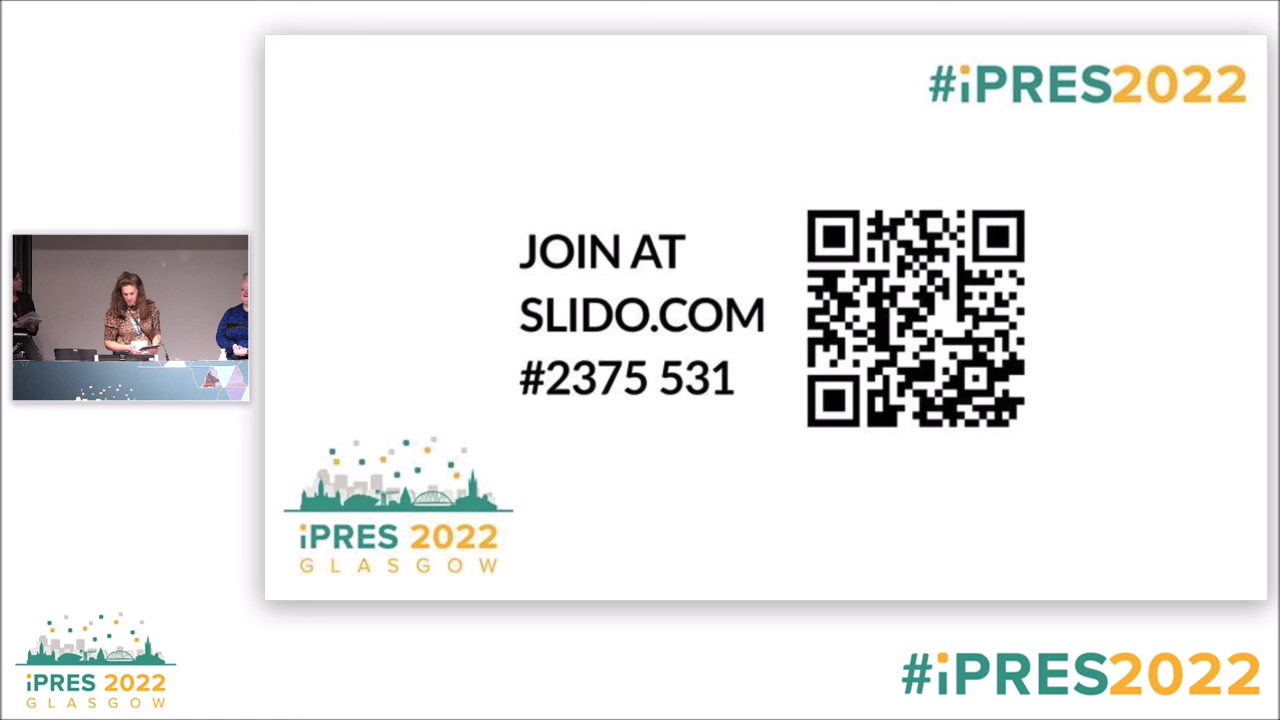 #iPRES2022
JOIN AT
SLIDO.COM
#2375 531
iPRES 2022
GLASGOW
iPRES 2022
GLASGOW
#iPRES2022